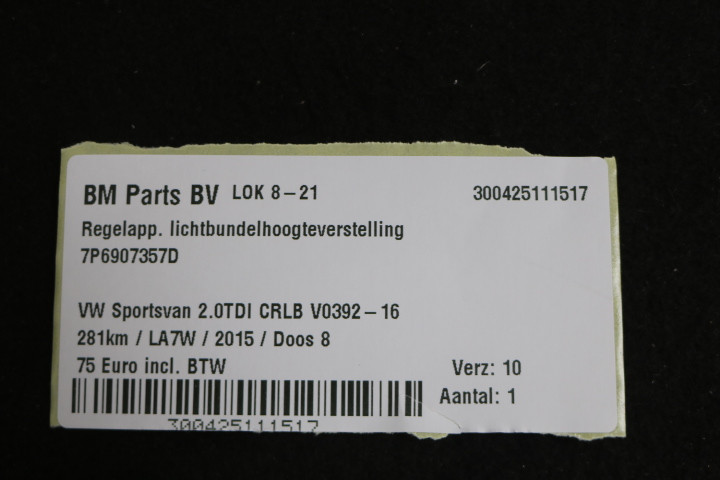 BM Parts BV LOK 8-21 300425111517
Regelapp. lichtbundelhoogteverstelling
7P6907357D
VW Sportsvan 2.0TDI CRLB V0392-16
281km / LA7W / 2015 / Doos 8
75 Euro incl. BTW Verz: 10
Aantal: 1
300425111517